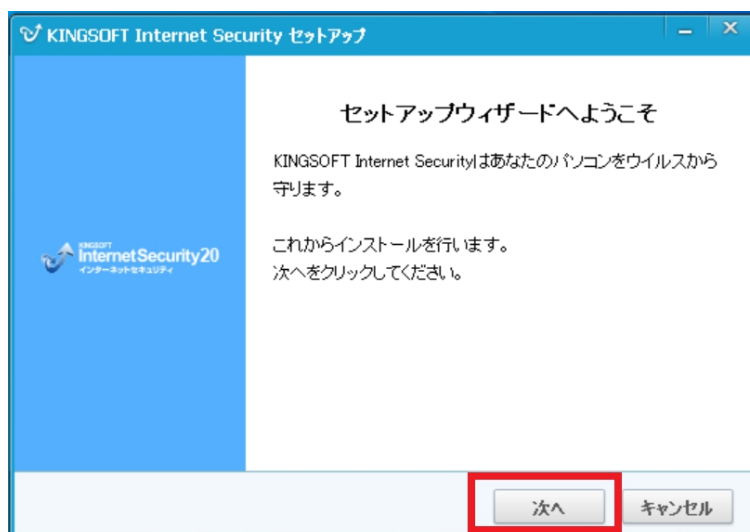 KINGSOFT Internet Security セットアップ
セットアップウィザードへようこそ
KINGSOFT Internet Securityはあなたのパソコンをウイルスから
守ります。
これからインストールを行います。
次へをクリックしてください。
KINGSOFT
InternetSecurity20
インターネットセキュリティ
次へ
キャンセル